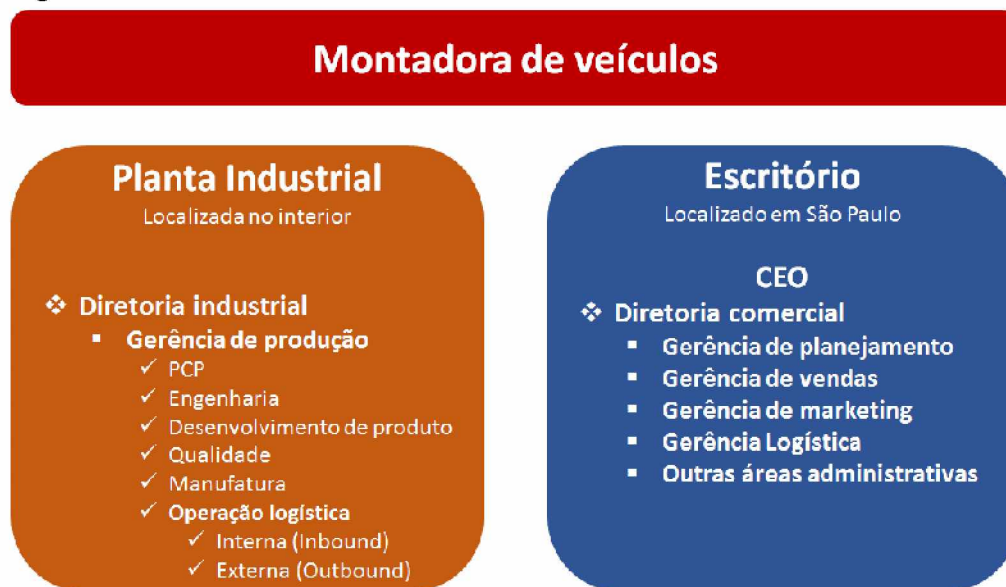 Montadora de veículos
Planta Industrial
Localizada no interior
❖ Diretoria industrial
▪ Gerência de produção
✓ PCP
✓ Engenharia
✓ Desenvolvimento de produto
✓ Qualidade
✓ Manufatura
✓ Operação logística
✓ Interna (Inbound)
✓ Externa (Outbound)
Escritório
Localizado em São Paulo
CEO
❖ Diretoria comercial
▪ Gerência de planejamento
▪ Gerência de vendas
▪ Gerência de marketing
▪ Gerência Logística
▪ Outras áreas administrativas